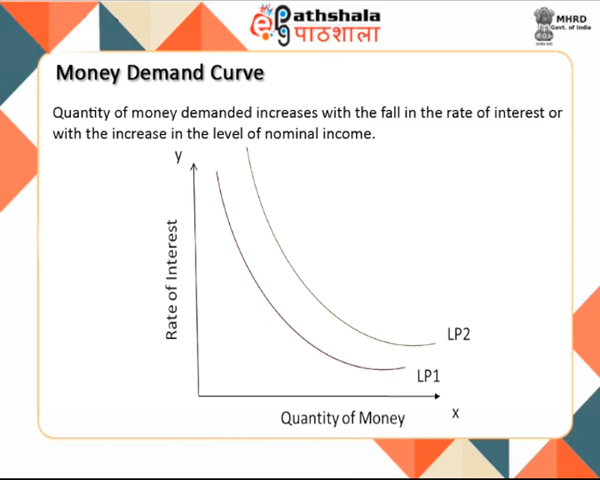 Pathshala
पाठशाला
MHRD
Govt. of India
Money Demand Curve
Quantity of money demanded increases with the fall in the rate of interest or
with the increase in the level of nominal income.
y
Rate of Interest
LP2
LP1
Quantity of Money
x